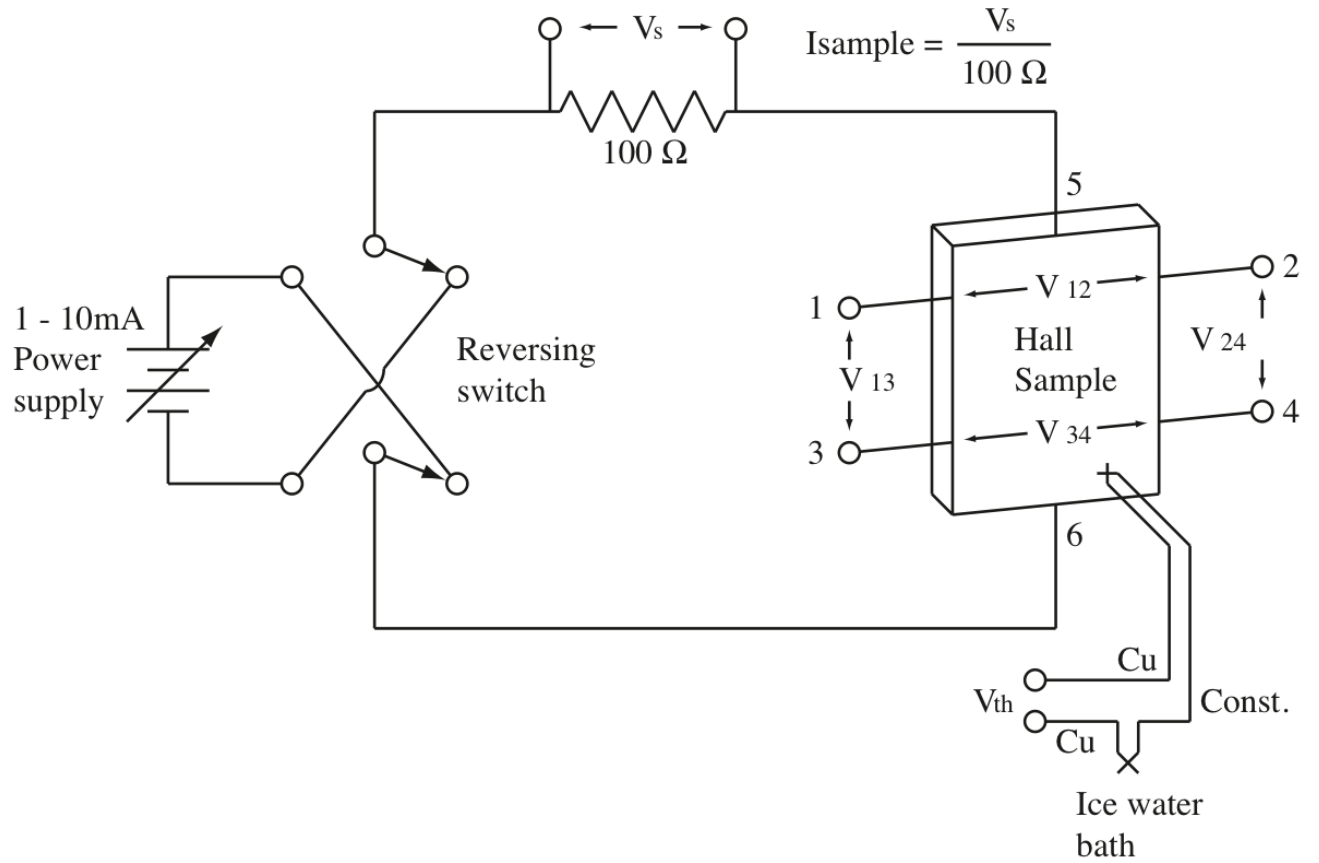 Vs
Isample = Vs / 100 Ω
100 Ω
5
1 - 10mA
Power
supply
Reversing
switch
1
2
V 12
Hall
Sample
V 13
V 24
3
4
V 34
6
Cu
Vth
Const.
Cu
Ice water
bath